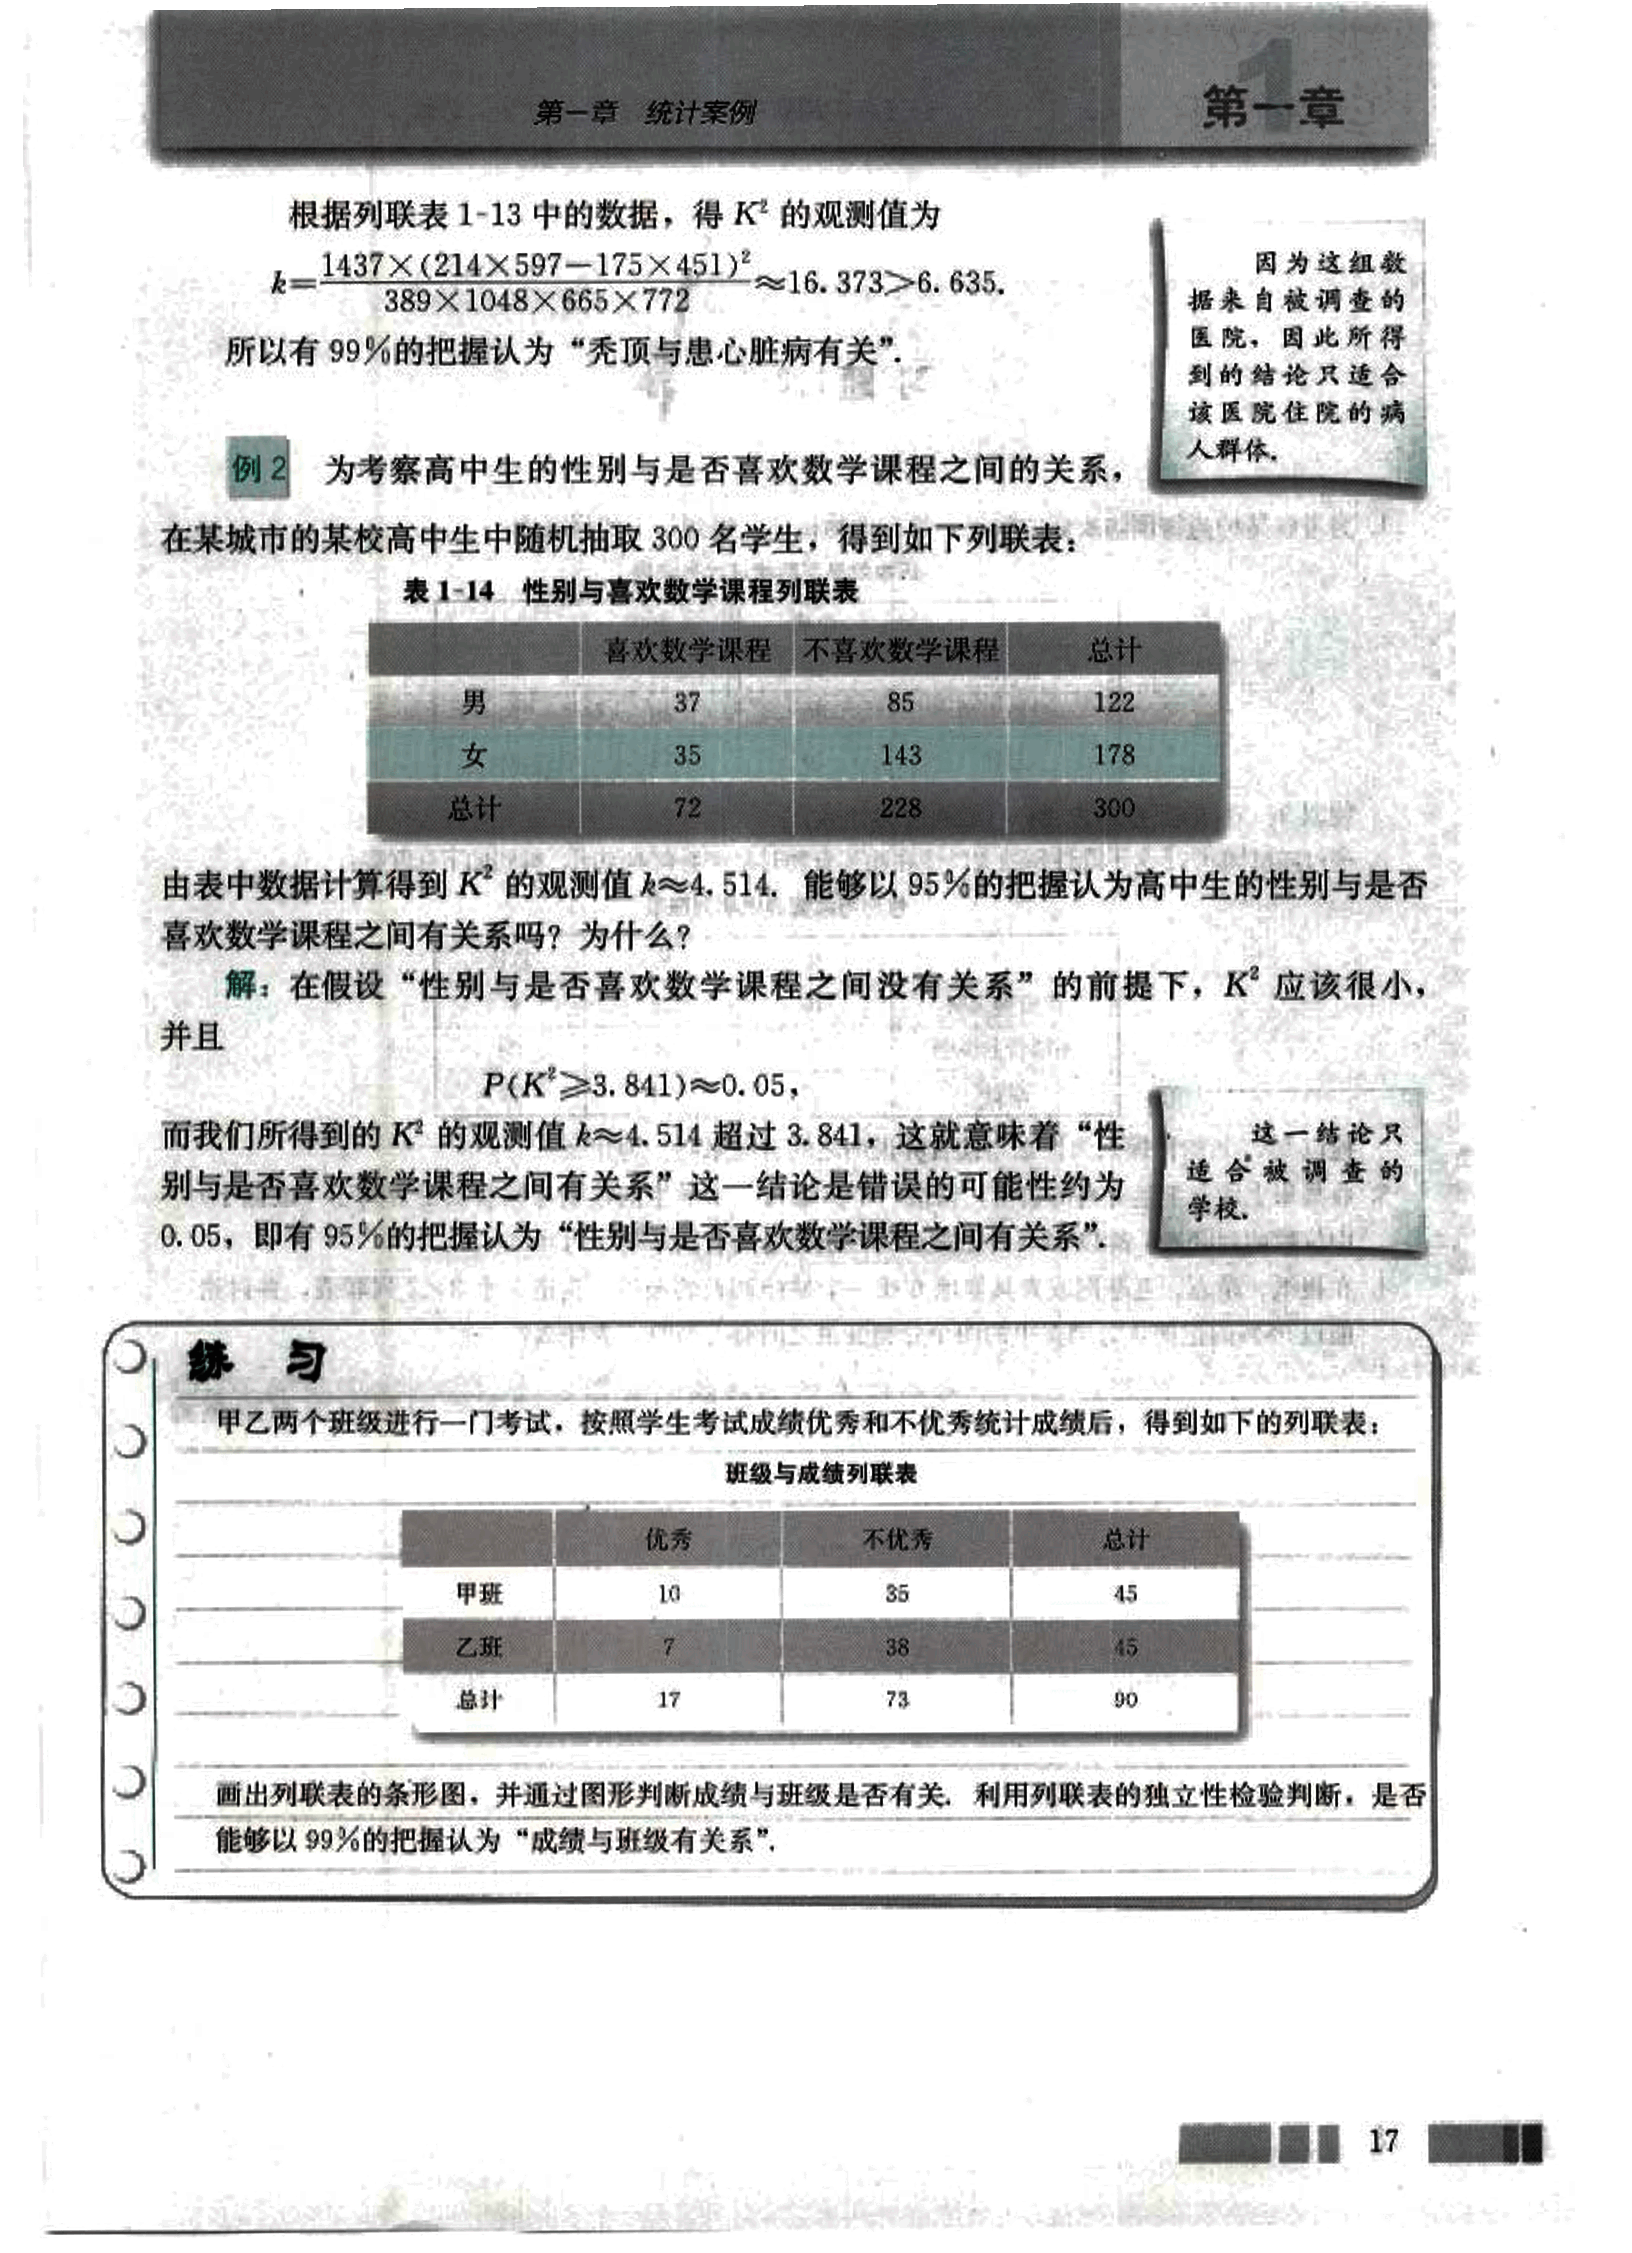 第一章 统计案例
第一章
根据列联表 1-13 中的数据，得 K² 的观测值为
k=\frac{1437×(214×597-175×451)²}{389×1048×665×772}≈16.373>6.635.
所以有 99%的把握认为“秃顶与患心脏病有关”.
因为这组数
据来自被调查的
医院，因此所得
到的结论只适合
该医院住院的病
人群体.
例 2 为考察高中生的性别与是否喜欢数学课程之间的关系，
在某城市的某校高中生中随机抽取 300 名学生，得到如下列联表：
表 1-14 性别与喜欢数学课程列联表
喜欢数学课程 不喜欢数学课程 总计
男 37 85 122
女 35 143 178
总计 72 228 300
由表中数据计算得到 K² 的观测值 k≈4.514. 能够以 95%的把握认为高中生的性别与是否
喜欢数学课程之间有关系吗？为什么？
解：在假设“性别与是否喜欢数学课程之间没有关系”的前提下，K² 应该很小，
并且
P(K²⩾3.841)≈0.05，
而我们所得到的 K² 的观测值 k≈4.514 超过 3.841，这就意味着“性
别与是否喜欢数学课程之间有关系”这一结论是错误的可能性约为
0.05，即有 95%的把握认为“性别与是否喜欢数学课程之间有关系”.
这一结论只
适合被调查的
学校.
练 习
甲乙两个班级进行一门考试，按照学生考试成绩优秀和不优秀统计成绩后，得到如下的列联表：
班级与成绩列联表
优秀 不优秀 总计
甲班 10 35 45
乙班 7 38 45
总计 17 73 90
画出列联表的条形图，并通过图形判断成绩与班级是否有关. 利用列联表的独立性检验判断，是否
能够以 99%的把握认为“成绩与班级有关系”.
17